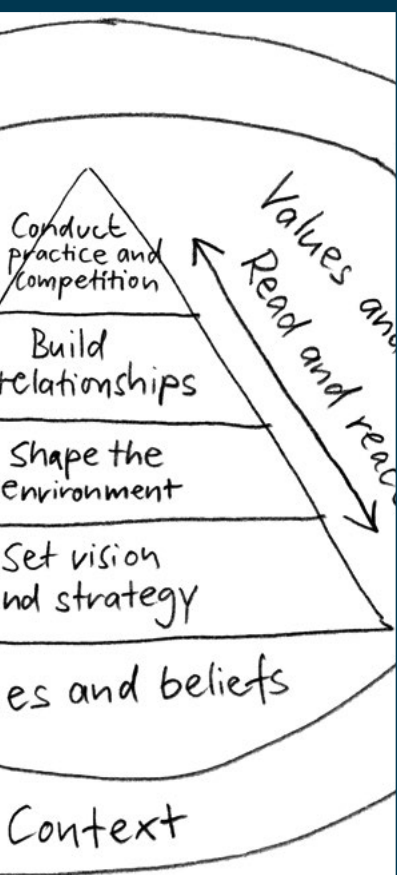 Conduct
practice and
competition
Build
relationships
Shape the
environment
Set vision
nd strategy
Values and
Read and reac
es and beliefs
Context